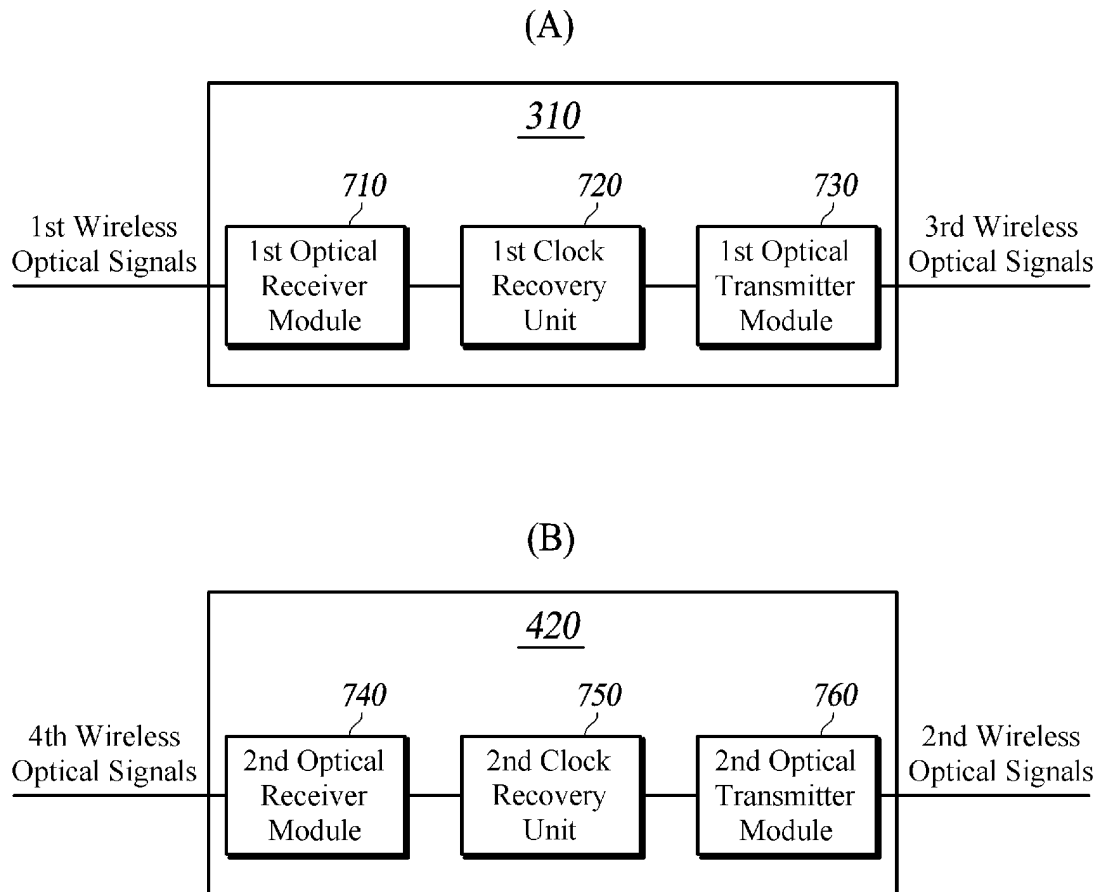 (A)
310
710
720
730
1st Wireless
Optical Signals
1st Optical
Receiver
Module
1st Clock
Recovery
Unit
1st Optical
Transmitter
Module
3rd Wireless
Optical Signals
(B)
420
740
750
760
4th Wireless
Optical Signals
2nd Optical
Receiver
Module
2nd Clock
Recovery
Unit
2nd Optical
Transmitter
Module
2nd Wireless
Optical Signals